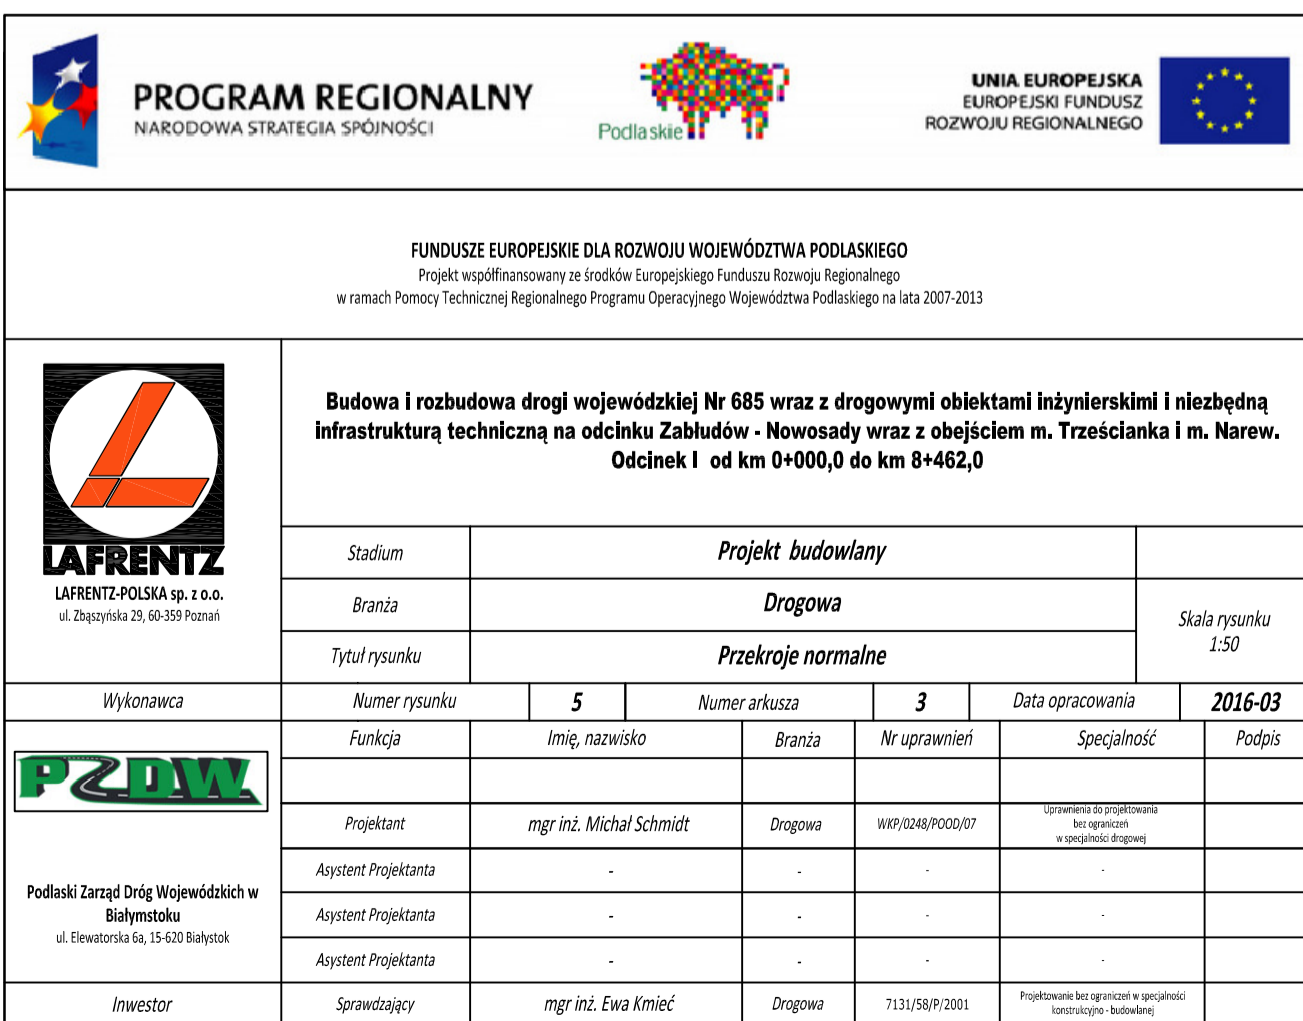 PROGRAM REGIONALNY
NARODOWA STRATEGIA SPÓJNOŚCI
Podlaskie
UNIA EUROPEJSKA
EUROPEJSKI FUNDUSZ
ROZWOJU REGIONALNEGO
FUNDUSZE EUROPEJSKIE DLA ROZWOJU WOJEWÓDZTWA PODLASKIEGO
Projekt współfinansowany ze środków Europejskiego Funduszu Rozwoju Regionalnego
w ramach Pomocy Technicznej Regionalnego Programu Operacyjnego Województwa Podlaskiego na lata 2007-2013
LAFRENTZ
LAFRENTZ-POLSKA sp. z o.o.
ul. Zbąszyńska 29, 60-359 Poznań
Budowa i rozbudowa drogi wojewódzkiej Nr 685 wraz z drogowymi obiektami inżynierskimi i niezbędną
infrastrukturą techniczną na odcinku Zabłudów - Nowosady wraz z obejściem m. Trześcianka i m. Narew.
Odcinek I od km 0+000,0 do km 8+462,0
Stadium Projekt budowlany
Branża Drogowa
Tytuł rysunku Przekroje normalne
Skala rysunku
1:50
Wykonawca Numer rysunku 5 Numer arkusza 3 Data opracowania 2016-03
Funkcja Imię, nazwisko Branża Nr uprawnień Specjalność Podpis
PZDW
Projektant mgr inż. Michał Schmidt Drogowa WKP/0248/POOD/07
Uprawnienia do projektowania
bez ograniczeń
w specjalności drogowej
Asystent Projektanta - - - -
Asystent Projektanta - - - -
Asystent Projektanta - - - -
Podlaski Zarząd Dróg Wojewódzkich w
Białymstoku
ul. Elewatorska 6a, 15-620 Białystok
Inwestor Sprawdzający mgr inż. Ewa Kmieć Drogowa 7131/58/P/2001
Projektowanie bez ograniczeń w specjalności
konstrukcyjno - budowlanej